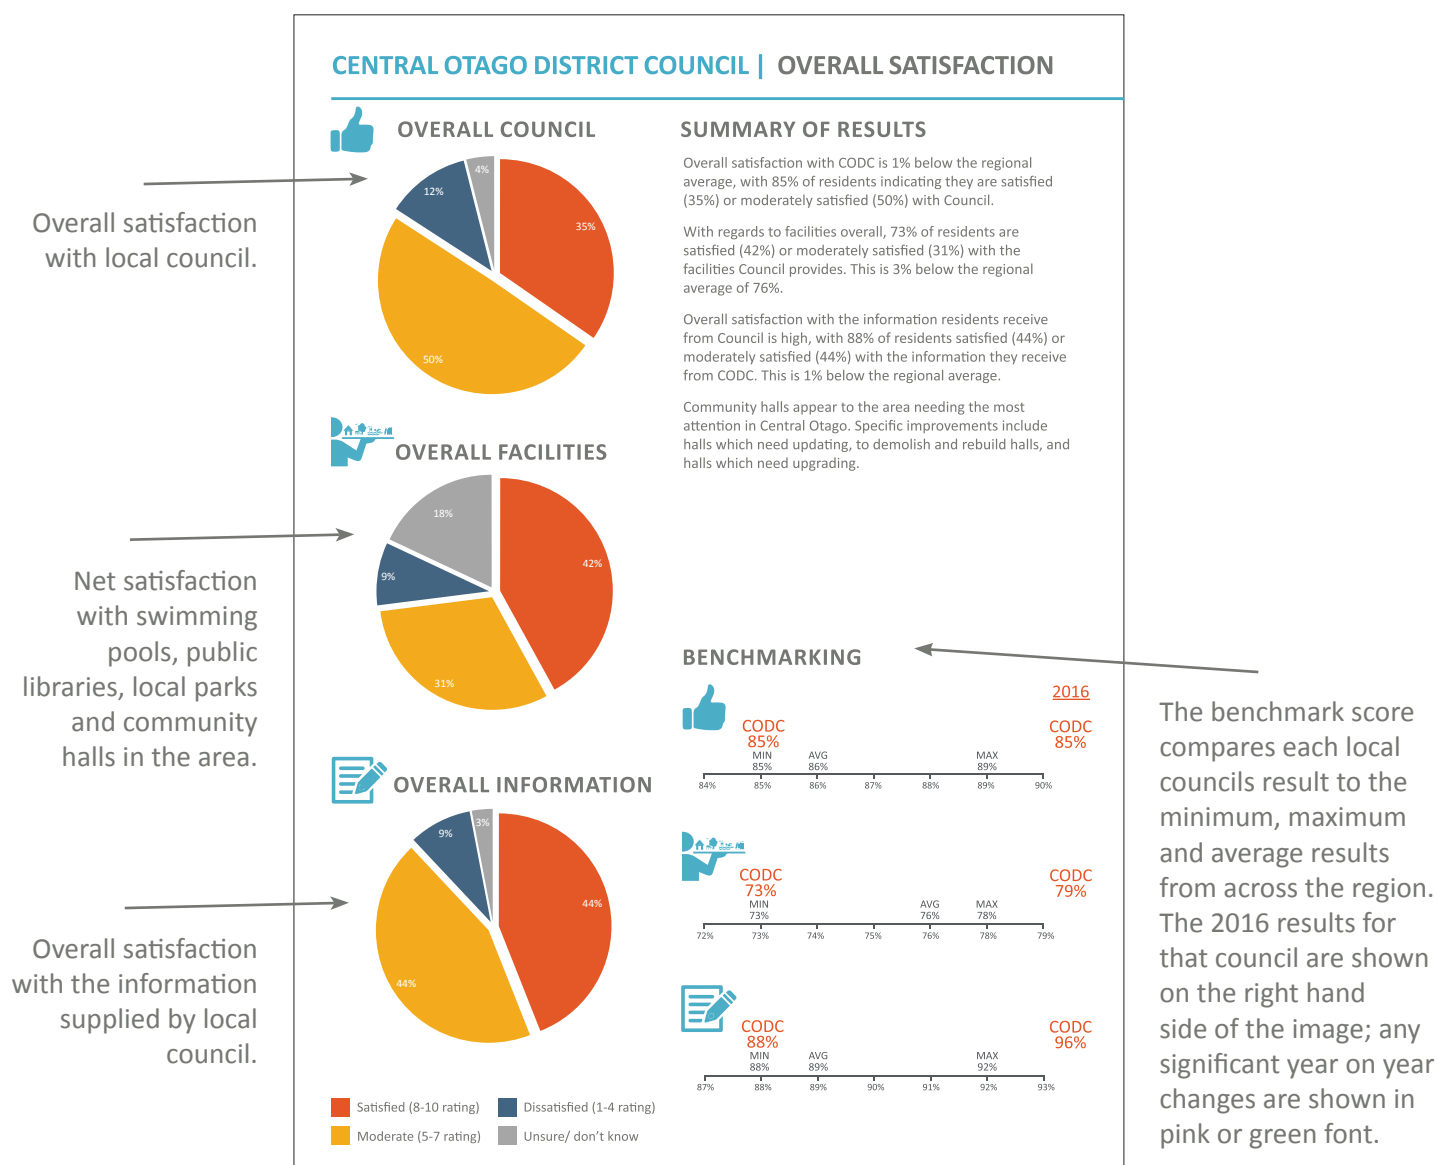 CENTRAL OTAGO DISTRICT COUNCIL | OVERALL SATISFACTION
OVERALL COUNCIL
4%
12%
35%
50%
Overall satisfaction
with local council.
SUMMARY OF RESULTS
Overall satisfaction with CODC is 1% below the regional
average, with 85% of residents indicating they are satisfied
(35%) or moderately satisfied (50%) with Council.
With regards to facilities overall, 73% of residents are
satisfied (42%) or moderately satisfied (31%) with the
facilities Council provides. This is 3% below the regional
average of 76%.
Overall satisfaction with the information residents receive
from Council is high, with 88% of residents satisfied (44%) or
moderately satisfied (44%) with the information they receive
from CODC. This is 1% below the regional average.
Community halls appear to the area needing the most
attention in Central Otago. Specific improvements include
halls which need updating, to demolish and rebuild halls, and
halls which need upgrading.
OVERALL FACILITIES
18%
42%
9%
31%
Net satisfaction
with swimming
pools, public
libraries, local parks
and community
halls in the area.
OVERALL INFORMATION
3%
9%
44%
44%
Overall satisfaction
with the information
supplied by local
council.
Satisfied (8-10 rating)
Dissatisfied (1-4 rating)
Moderate (5-7 rating)
Unsure/ don't know
BENCHMARKING
2016
CODC
85%
CODC
85%
MIN
85%
AVG
86%
MAX
89%
84% 85% 86% 87% 88% 89% 90%
CODC
73%
CODC
79%
MIN
73%
AVG
76%
MAX
78%
72% 73% 74% 75% 76% 78% 79%
CODC
88%
CODC
96%
MIN
88%
AVG
89%
MAX
92%
87% 88% 89% 90% 91% 92% 93%
The benchmark score
compares each local
councils result to the
minimum, maximum
and average results
from across the region.
The 2016 results for
that council are shown
on the right hand
side of the image; any
significant year on year
changes are shown in
pink or green font.